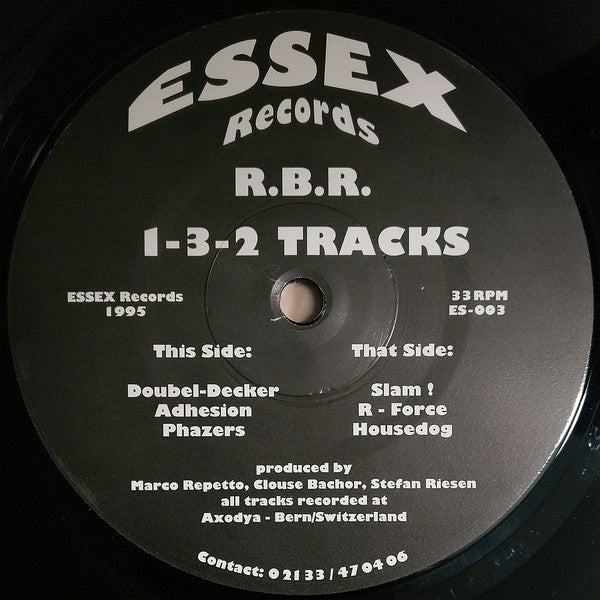 ESSEX
Records
R.B.R.
1-3-2 TRACKS
ESSEX Records
1995
33RPM
ES-003
This Side:
Doubel-Decker
Adhesion
Phazers
That Side:
Slam !
R - Force
Housedog
produced by
Marco Repetto, Clouse Bachor, Stefan Riesen
all tracks recorded at
Axodya - Bern/Switzerland
Contact: 0 21 33 / 47 04 06